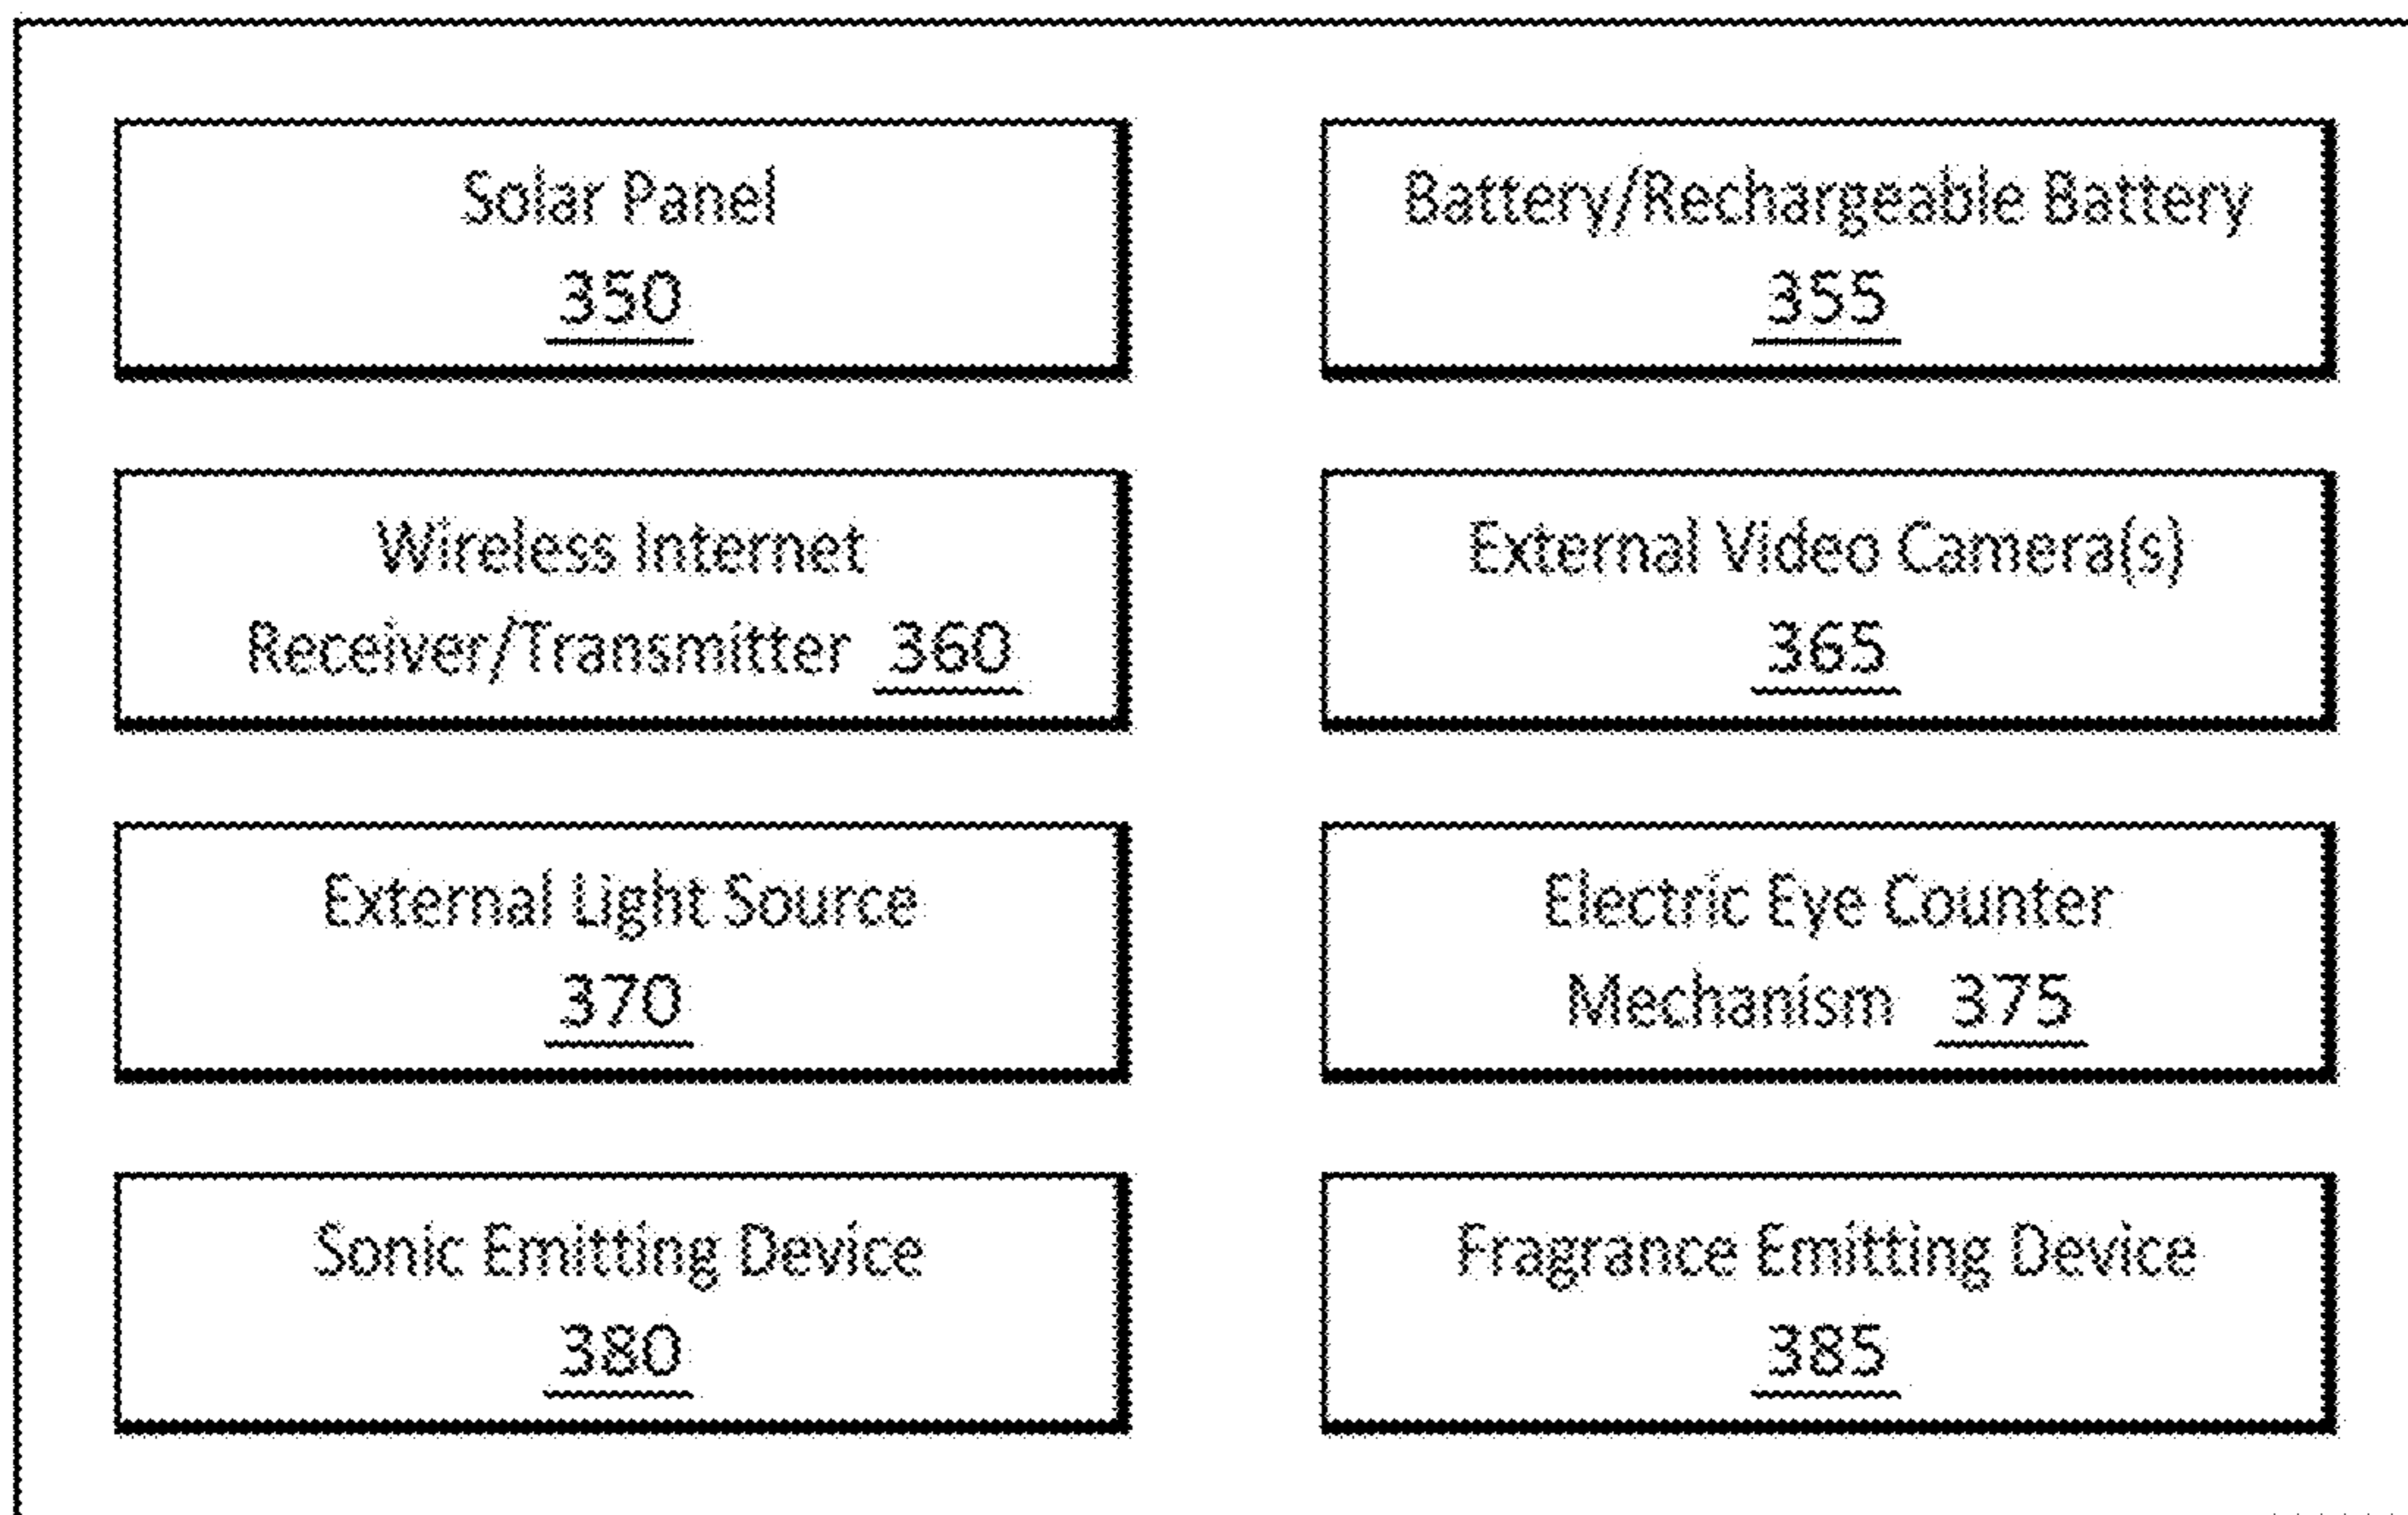 Solar Panel
350
Battery/Rechargeable Battery
355
Wireless Internet
Receiver/Transmitter 360
External Video Camera(s)
365
External Light Source
370
Electric Eye Counter
Mechanism 375
Sonic Emitting Device
380
Fragrance Emitting Device
385